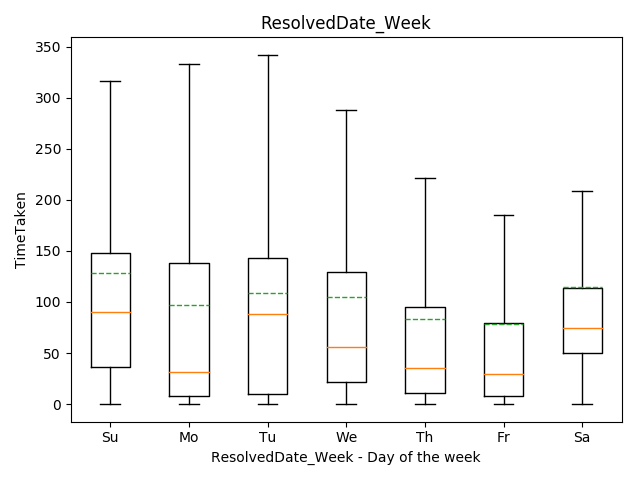 ResolvedDate_Week
TimeTaken
350
300
250
200
150
100
50
0
Su Mo Tu We Th Fr Sa
ResolvedDate_Week - Day of the week